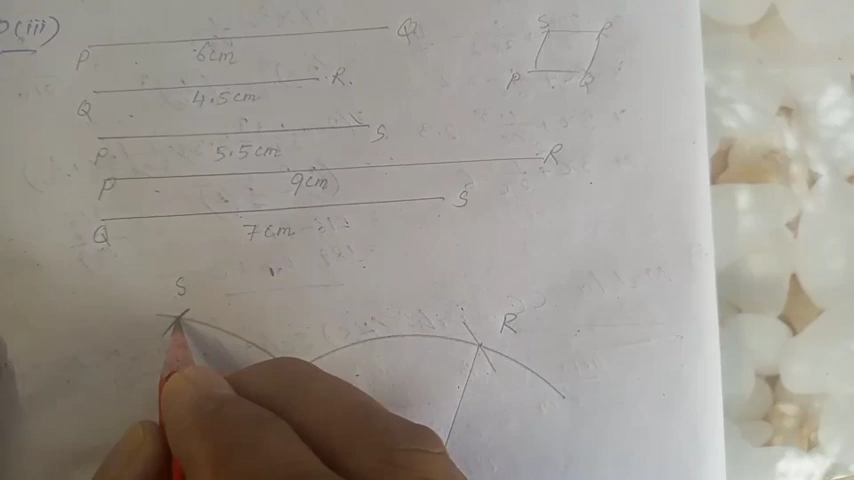 (iii)
P 6cm Q
Q 4.5cm R.
P. 5.5cm S
P 9cm R
Q 7cm S
S R
P Q
S
R